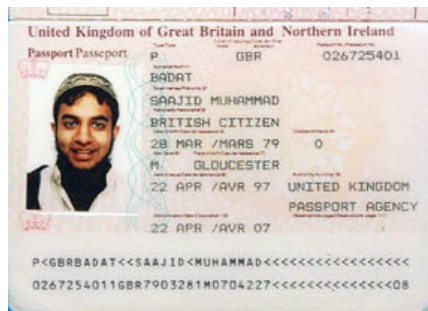 United Kingdom of Great Britain and Northern Ireland
Passport Passeport
P GBR 026725401
BADAT
SAAJID MUHAMMAD
BRITISH CITIZEN
28 MAR /MARS 79 0
M GLOUCESTER
22 APR /AVR 97 UNITED KINGDOM
PASSPORT AGENCY
22 APR /AVR 07
P<GBRBADAT<<SAAJID<MUHAMMAD<<<<<<<<<<<<<<<<<
0267254011GBR7903281M0704227<<<<<<<<<<<<<<08